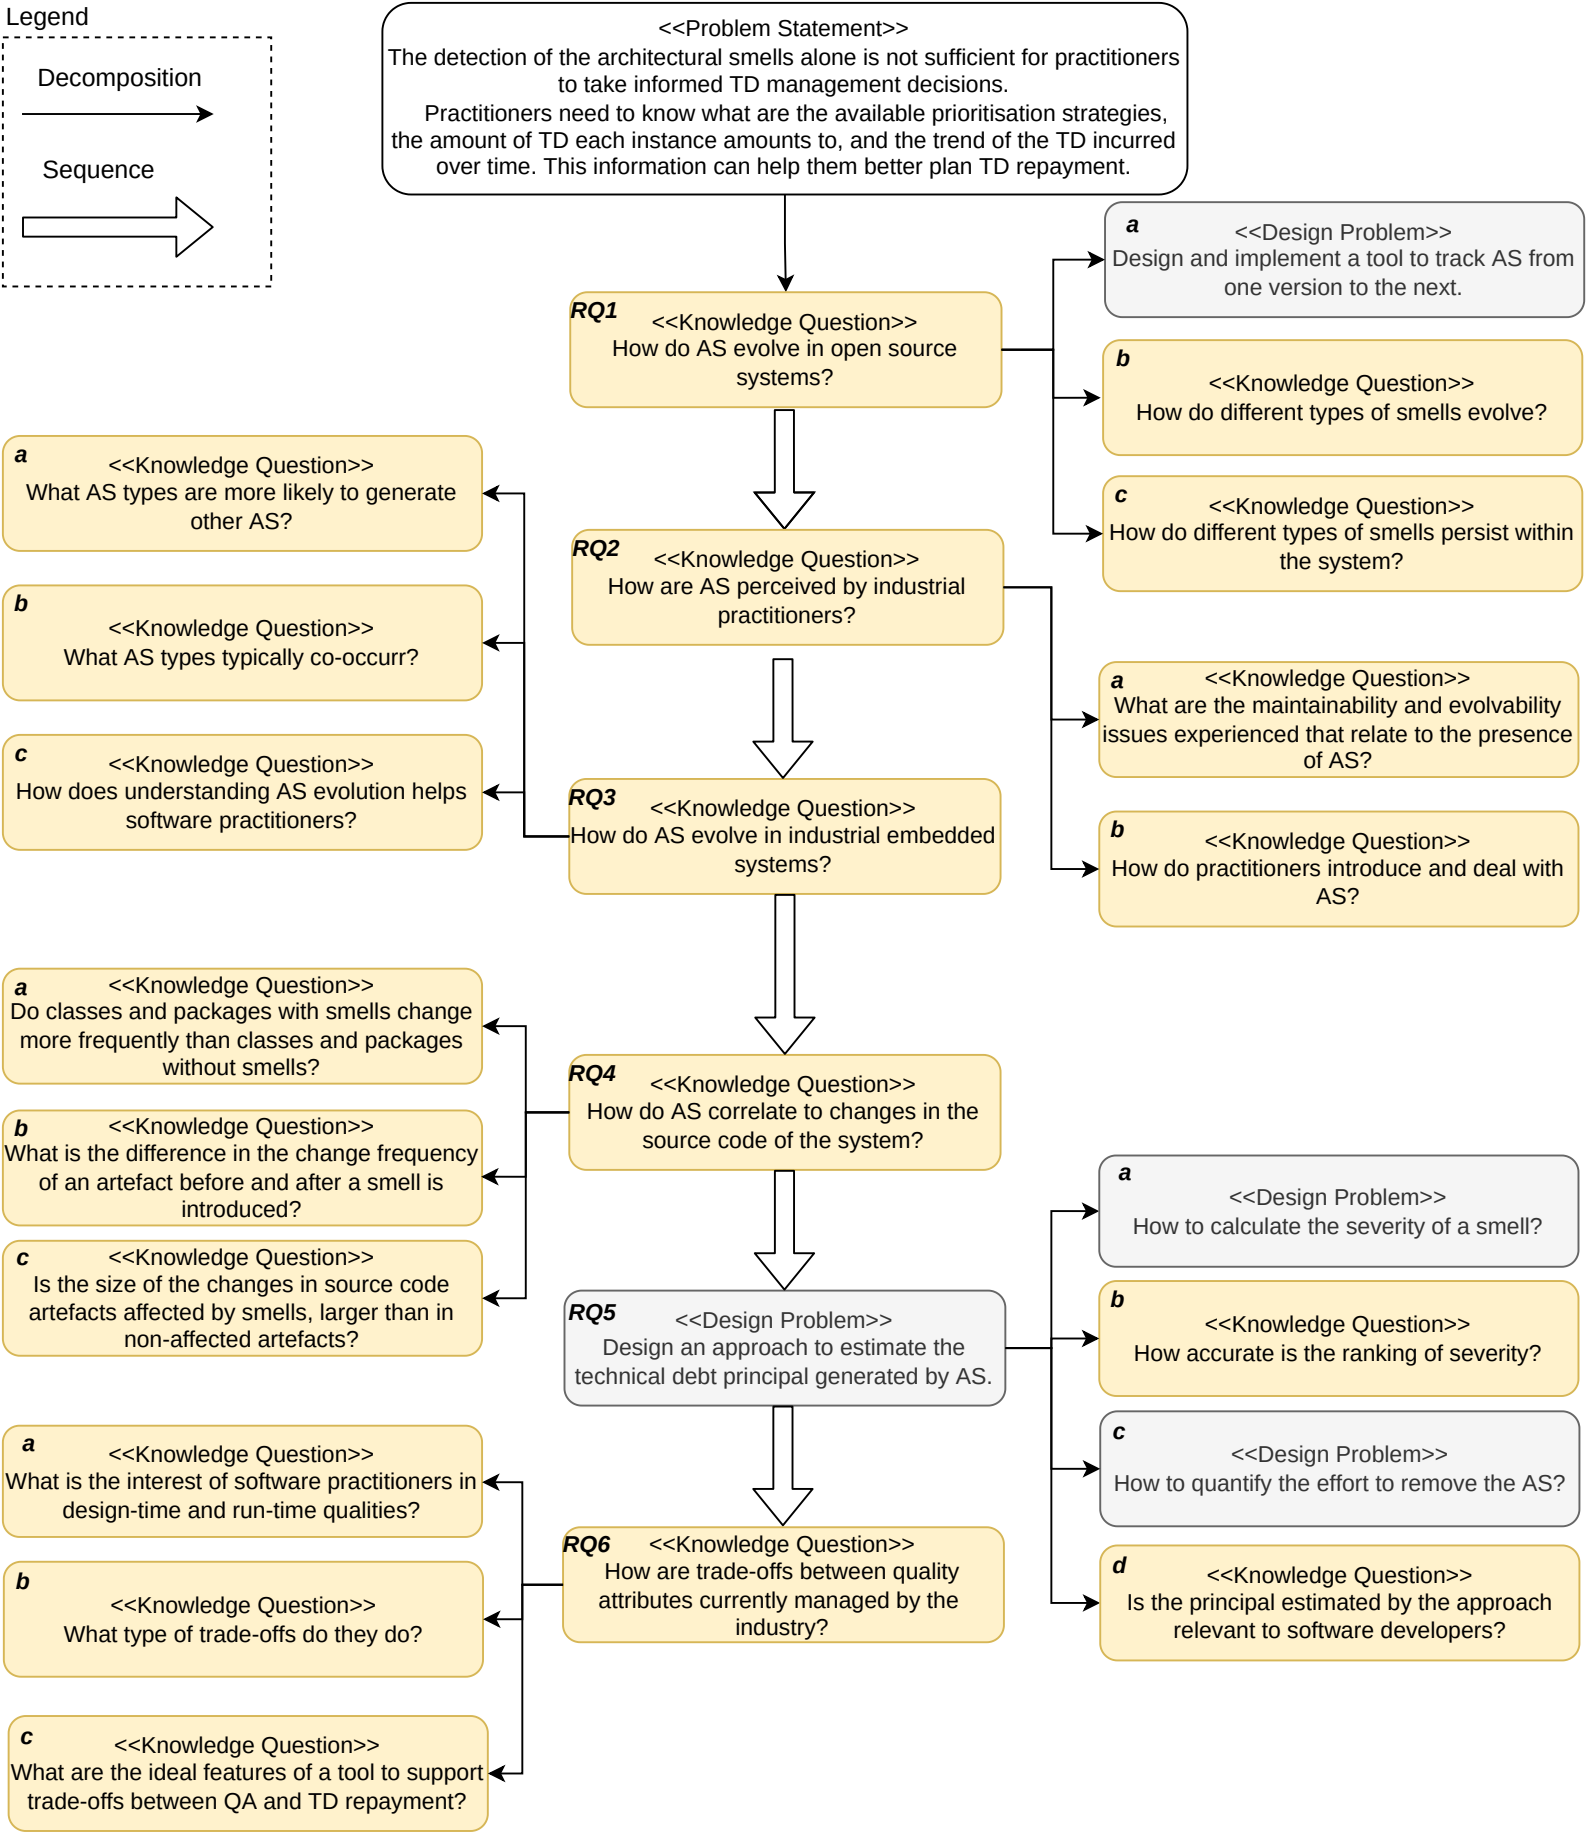 Legend
Decomposition
Sequence
<<Problem Statement>>
The detection of the architectural smells alone is not sufficient for practitioners
to take informed TD management decisions.
Practitioners need to know what are the available prioritisation strategies,
the amount of TD each instance amounts to, and the trend of the TD incurred
over time. This information can help them better plan TD repayment.
RQ1
<<Knowledge Question>>
How do AS evolve in open source
systems?
a
<<Design Problem>>
Design and implement a tool to track AS from
one version to the next.
b
<<Knowledge Question>>
How do different types of smells evolve?
c
<<Knowledge Question>>
How do different types of smells persist within
the system?
RQ2
<<Knowledge Question>>
How are AS perceived by industrial
practitioners?
a
<<Knowledge Question>>
What are the maintainability and evolvability
issues experienced that relate to the presence
of AS?
b
<<Knowledge Question>>
How do practitioners introduce and deal with
AS?
RQ3
<<Knowledge Question>>
How do AS evolve in industrial embedded
systems?
a
<<Knowledge Question>>
What AS types are more likely to generate
other AS?
b
<<Knowledge Question>>
What AS types typically co-occurr?
c
<<Knowledge Question>>
How does understanding AS evolution helps
software practitioners?
RQ4
<<Knowledge Question>>
How do AS correlate to changes in the
source code of the system?
a
<<Knowledge Question>>
Do classes and packages with smells change
more frequently than classes and packages
without smells?
b
<<Knowledge Question>>
What is the difference in the change frequency
of an artefact before and after a smell is
introduced?
c
<<Knowledge Question>>
Is the size of the changes in source code
artefacts affected by smells, larger than in
non-affected artefacts?
RQ5
<<Design Problem>>
Design an approach to estimate the
technical debt principal generated by AS.
a
<<Design Problem>>
How to calculate the severity of a smell?
b
<<Knowledge Question>>
How accurate is the ranking of severity?
c
<<Design Problem>>
How to quantify the effort to remove the AS?
d
<<Knowledge Question>>
Is the principal estimated by the approach
relevant to software developers?
RQ6
<<Knowledge Question>>
How are trade-offs between quality
attributes currently managed by the
industry?
a
<<Knowledge Question>>
What is the interest of software practitioners in
design-time and run-time qualities?
b
<<Knowledge Question>>
What type of trade-offs do they do?
c
<<Knowledge Question>>
What are the ideal features of a tool to support
trade-offs between QA and TD repayment?